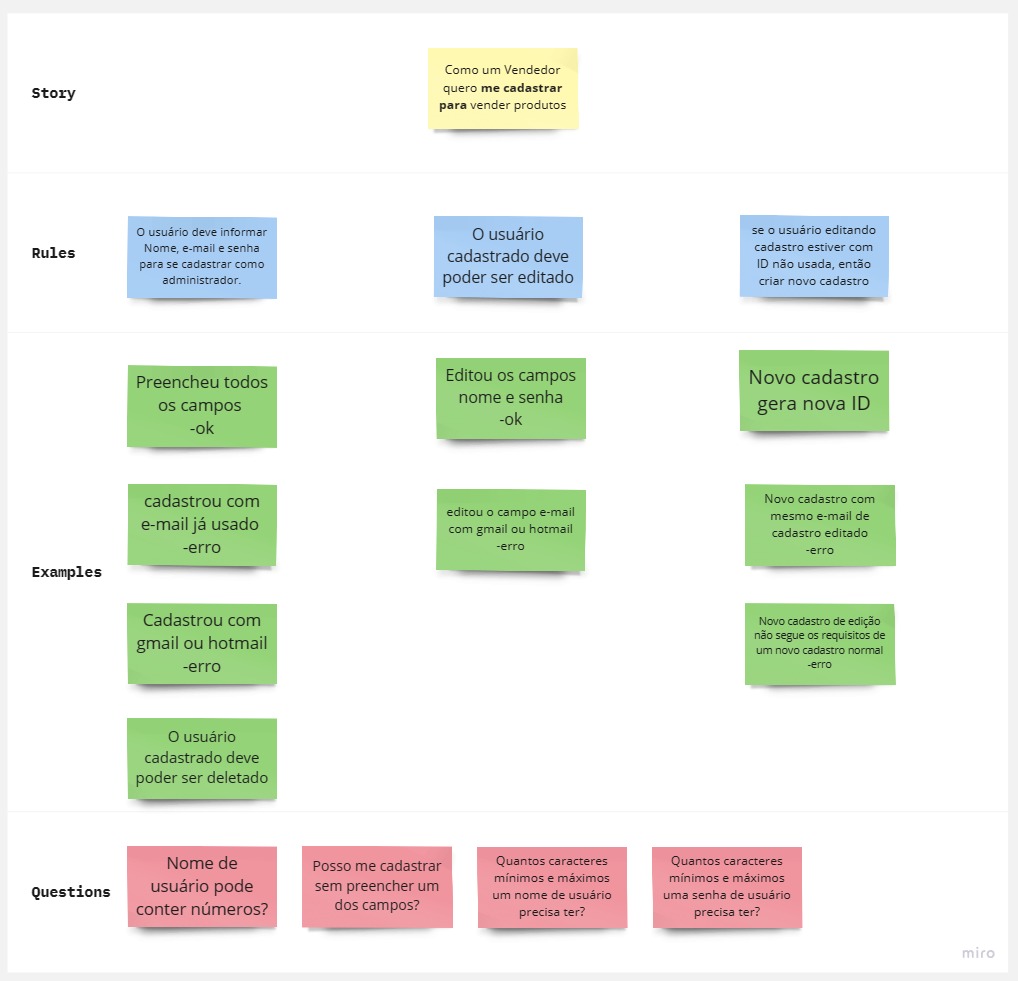 Story
Como um Vendedor
quero me cadastrar
para vender produtos
Rules
O usuário deve informar
Nome, e-mail e senha
para se cadastrar como
administrador.
O usuário
cadastrado deve
poder ser editado
se o usuário editando
cadastro estiver com
ID não usada, então
criar novo cadastro
Examples
Preencheu todos
os campos
-ok
Editou os campos
nome e senha
-ok
Novo cadastro
gera nova ID
cadastrou com
e-mail já usado
-erro
editou o campo e-mail
com gmail ou hotmail
-erro
Novo cadastro com
mesmo e-mail de
cadastro editado
-erro
Cadastrou com
gmail ou hotmail
-erro
Novo cadastro de edição
não segue os requisitos de
um novo cadastro normal
-erro
O usuário
cadastrado deve
poder ser deletado
Questions
Nome de
usuário pode
conter números?
Posso me cadastrar
sem preencher um
dos campos?
Quantos caracteres
mínimos e máximos
um nome de usuário
precisa ter?
Quantos caracteres
mínimos e máximos
uma senha de usuário
precisa ter?
miro